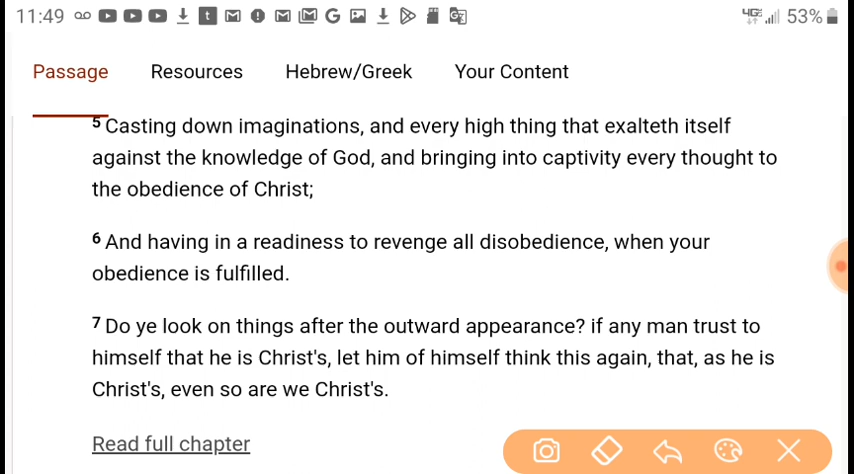 11:49 53%
Passage Resources Hebrew/Greek Your Content
5 Casting down imaginations, and every high thing that exalteth itself
against the knowledge of God, and bringing into captivity every thought to
the obedience of Christ;
6 And having in a readiness to revenge all disobedience, when your
obedience is fulfilled.
7 Do ye look on things after the outward appearance? if any man trust to
himself that he is Christ's, let him of himself think this again, that, as he is
Christ's, even so are we Christ's.
Read full chapter